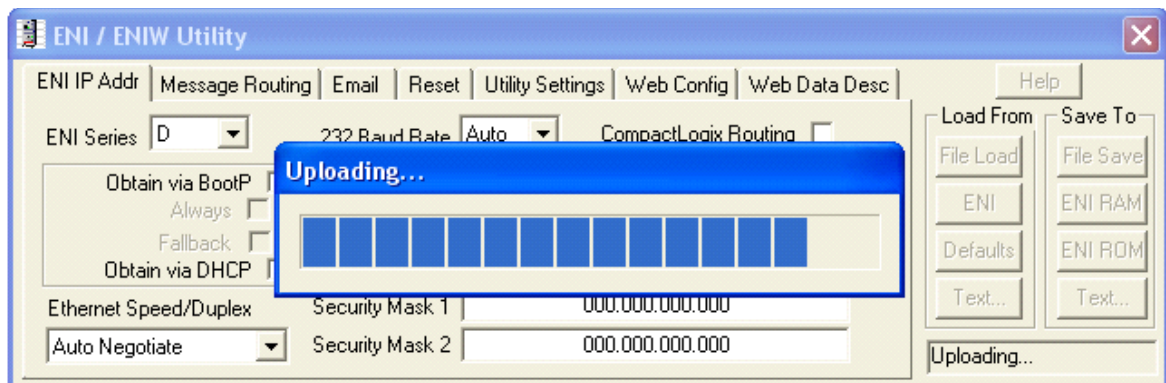 ENI / ENIW Utility
ENI IP Addr Message Routing Email Reset Utility Settings Web Config Web Data Desc Help
ENI Series D 232 Baud Rate Auto CompactLogix Routing
Load From Save To
Uploading...
File Load File Save
Obtain via BootP
Always
ENI ENI RAM
Fallback
Defaults ENI ROM
Obtain via DHCP
Ethernet Speed/Duplex Security Mask 1 000.000.000.000
Text... Text...
Auto Negotiate Security Mask 2 000.000.000.000
Uploading...